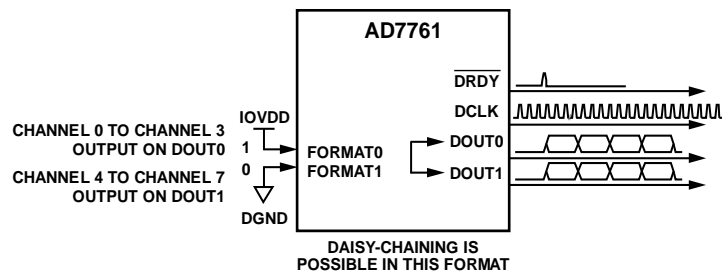 AD7761
DRDY
IOVDD
DCLK
CHANNEL 0 TO CHANNEL 3
OUTPUT ON DOUT0
1
FORMAT0
DOUT0
0
FORMAT1
CHANNEL 4 TO CHANNEL 7
OUTPUT ON DOUT1
DOUT1
DGND
DAISY-CHAINING IS
POSSIBLE IN THIS FORMAT